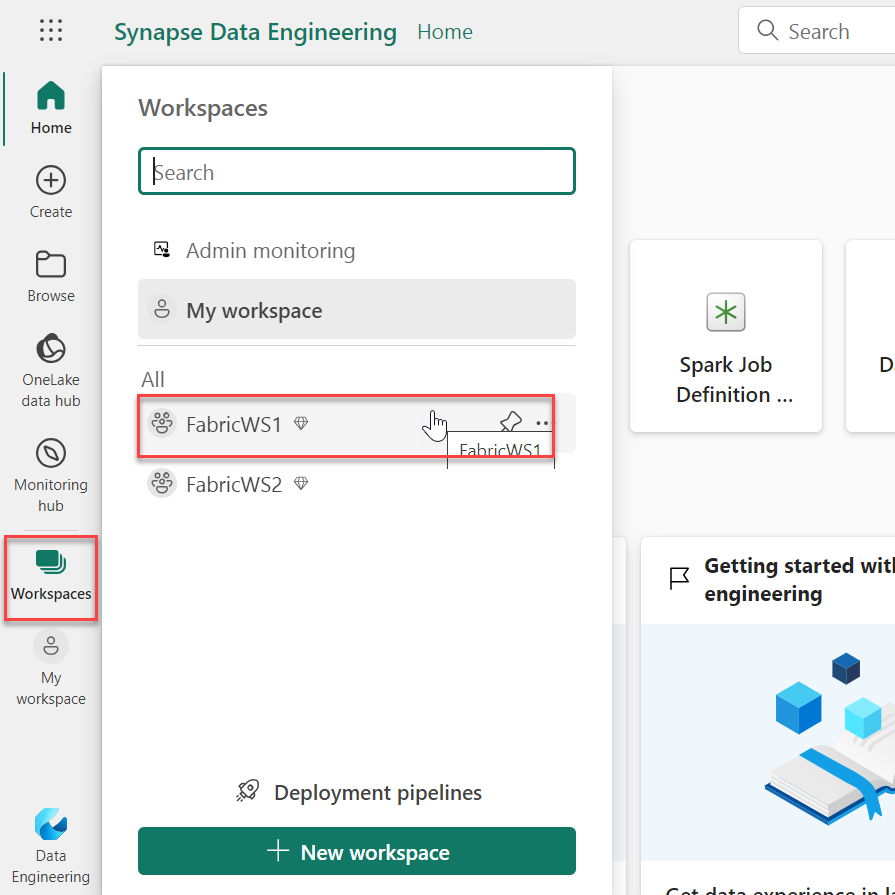 Synapse Data Engineering Home
Search
Home
Create
Browse
OneLake
data hub
Monitoring
hub
Workspaces
My
workspace
Data
Engineering
Workspaces
Search
Admin monitoring
My workspace
All
FabricWS1
FabricWS1
FabricWS2
Deployment pipelines
New workspace
Spark Job
Definition ...
D
Getting started with
engineering
Get data experience in l